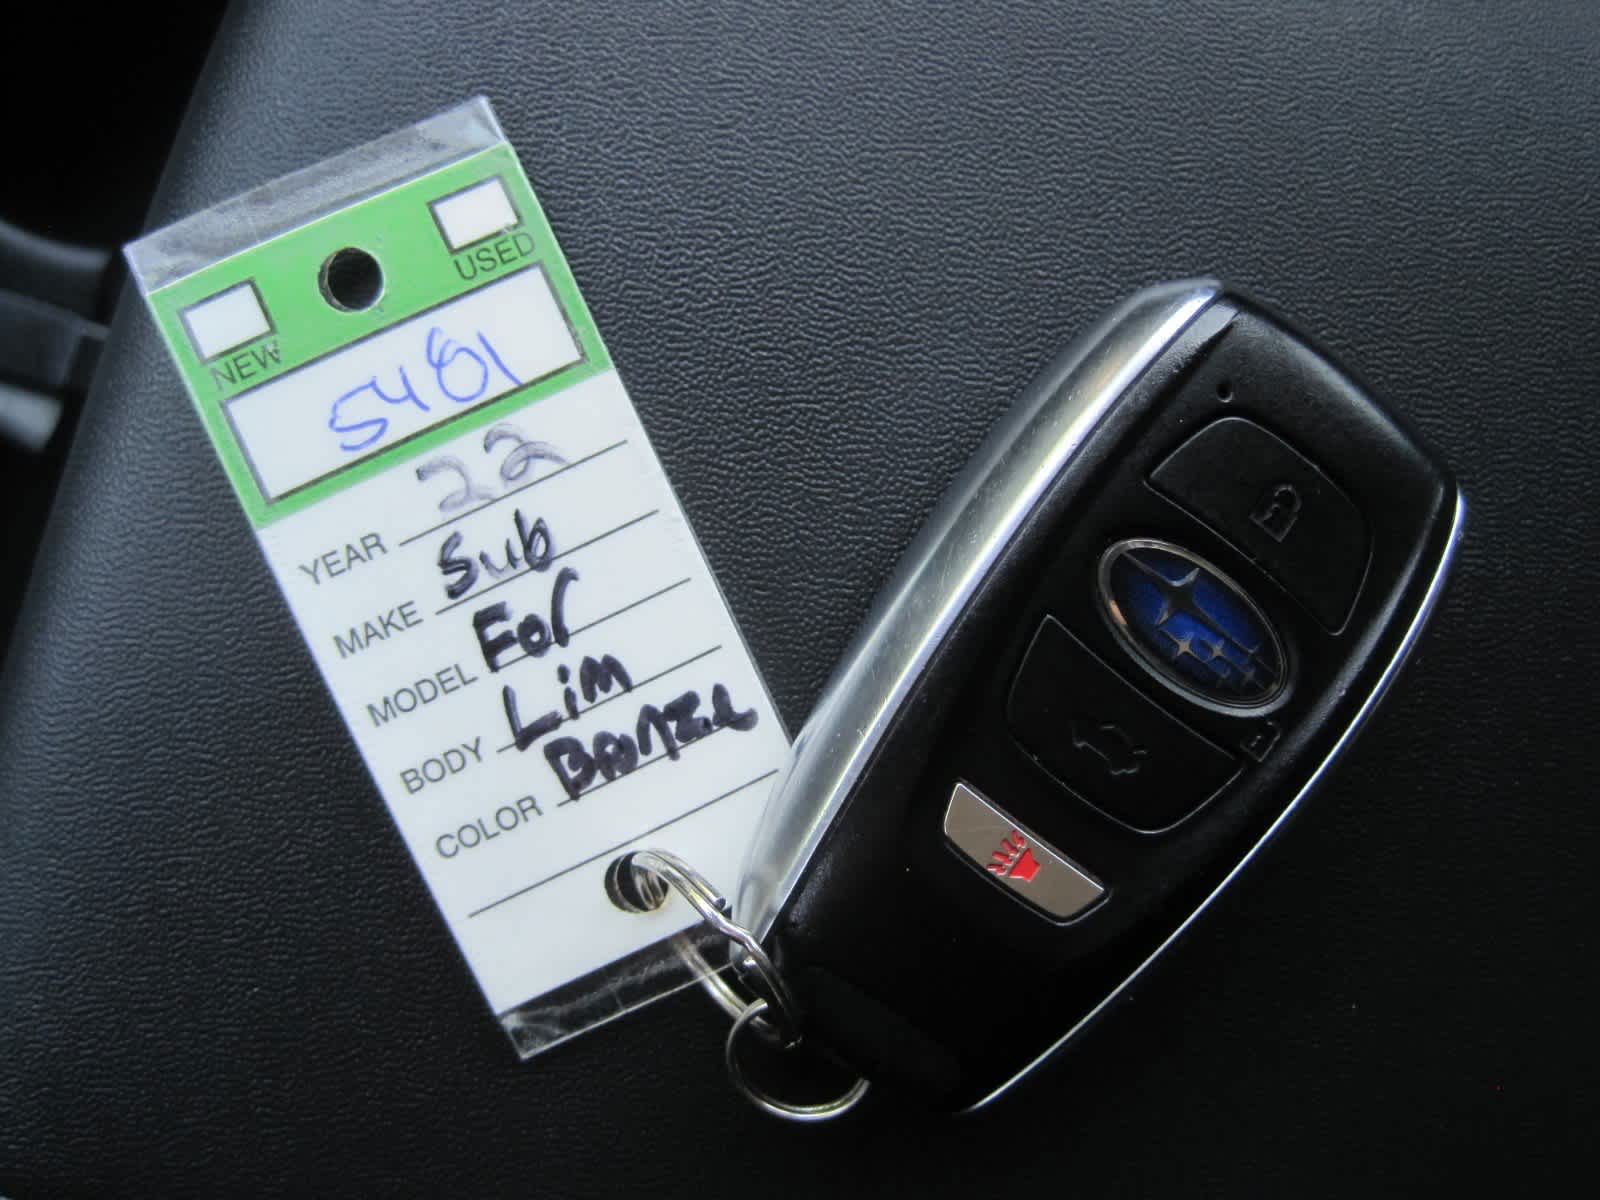 NEW USED
5481
YEAR 22
MAKE Sub
MODEL For
BODY Lim
COLOR BRONZE